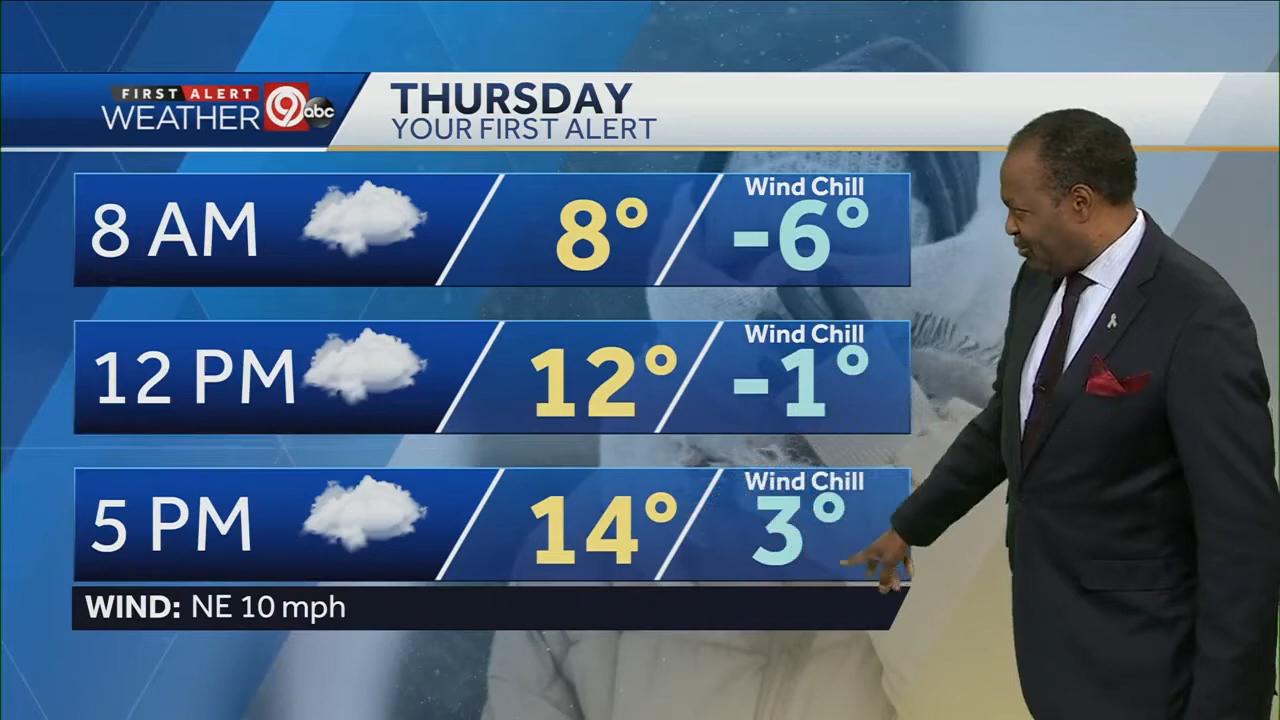 FIRST ALERT
WEATHER 9 abc
THURSDAY
YOUR FIRST ALERT
8 AM 8° Wind Chill -6°
12 PM 12° Wind Chill -1°
5 PM 14° Wind Chill 3°
WIND: NE 10 mph